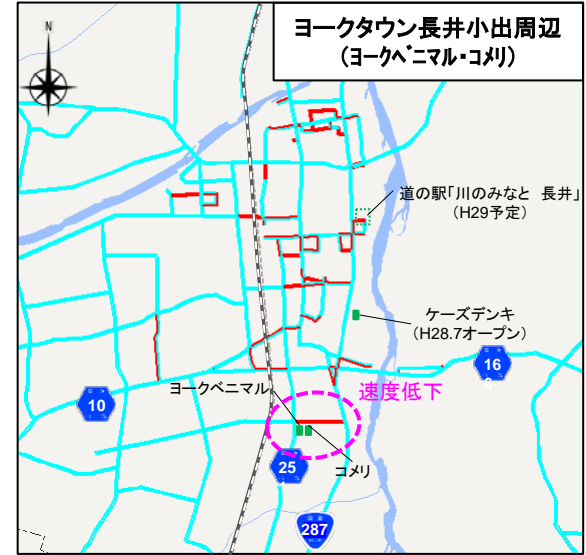 ヨークタウン長井小出周辺
(ヨークベニマル・コメリ)
N
道の駅「川のみなと 長井」
(H29予定)
ケーズデンキ
(H28.7オープン)
16
ヨークベニマル
速度低下
10
コメリ
25
287